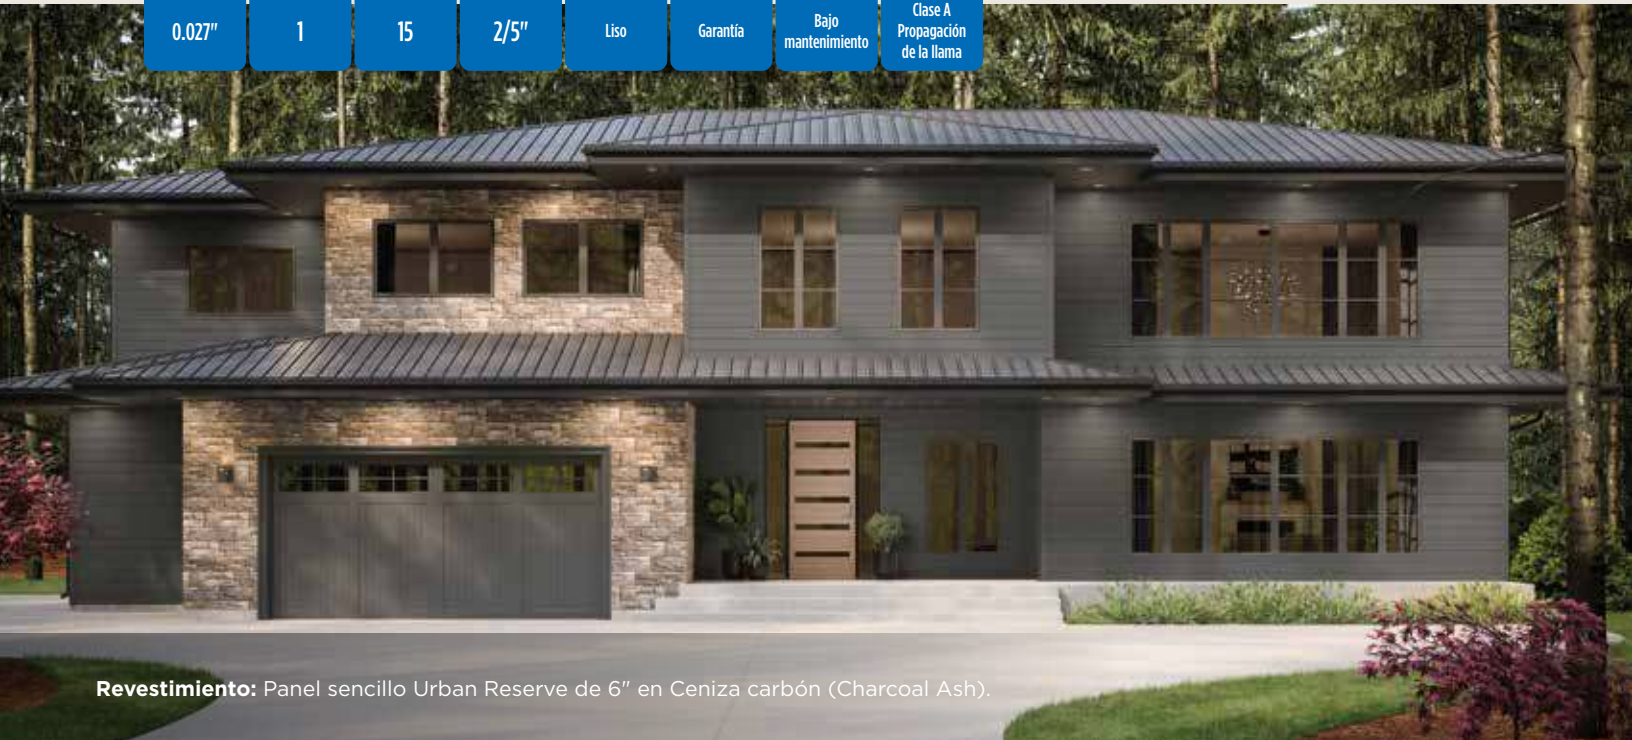 0.027"
1
15
2/5"
Liso
Garantía
Bajo
mantenimiento
Clase A
Propagación
de la llama
Revestimiento: Panel sencillo Urban Reserve de 6" en Ceniza carbón (Charcoal Ash).